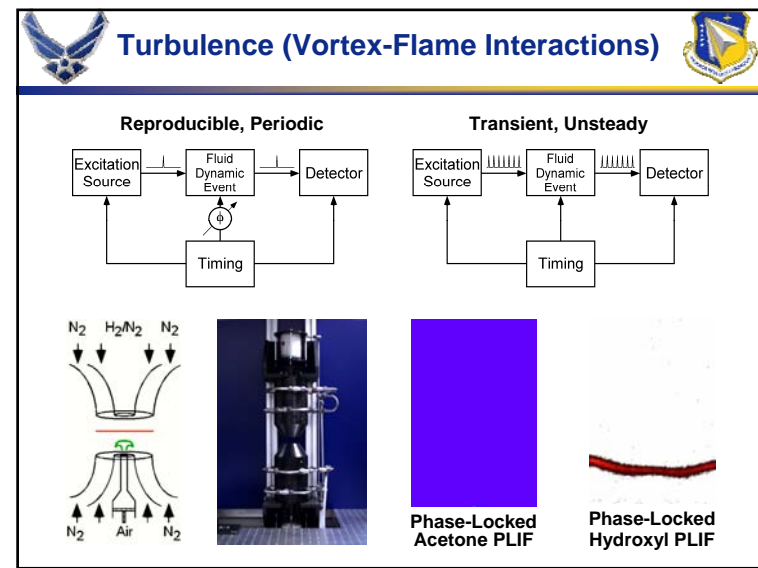 Turbulence (Vortex-Flame Interactions)
Reproducible, Periodic
Excitation
Source
Fluid
Dynamic
Event
Detector
ϕ
Timing
Transient, Unsteady
Excitation
Source
Fluid
Dynamic
Event
Detector
Timing
N2 H2/N2 N2
N2 Air N2
Phase-Locked
Acetone PLIF
Phase-Locked
Hydroxyl PLIF